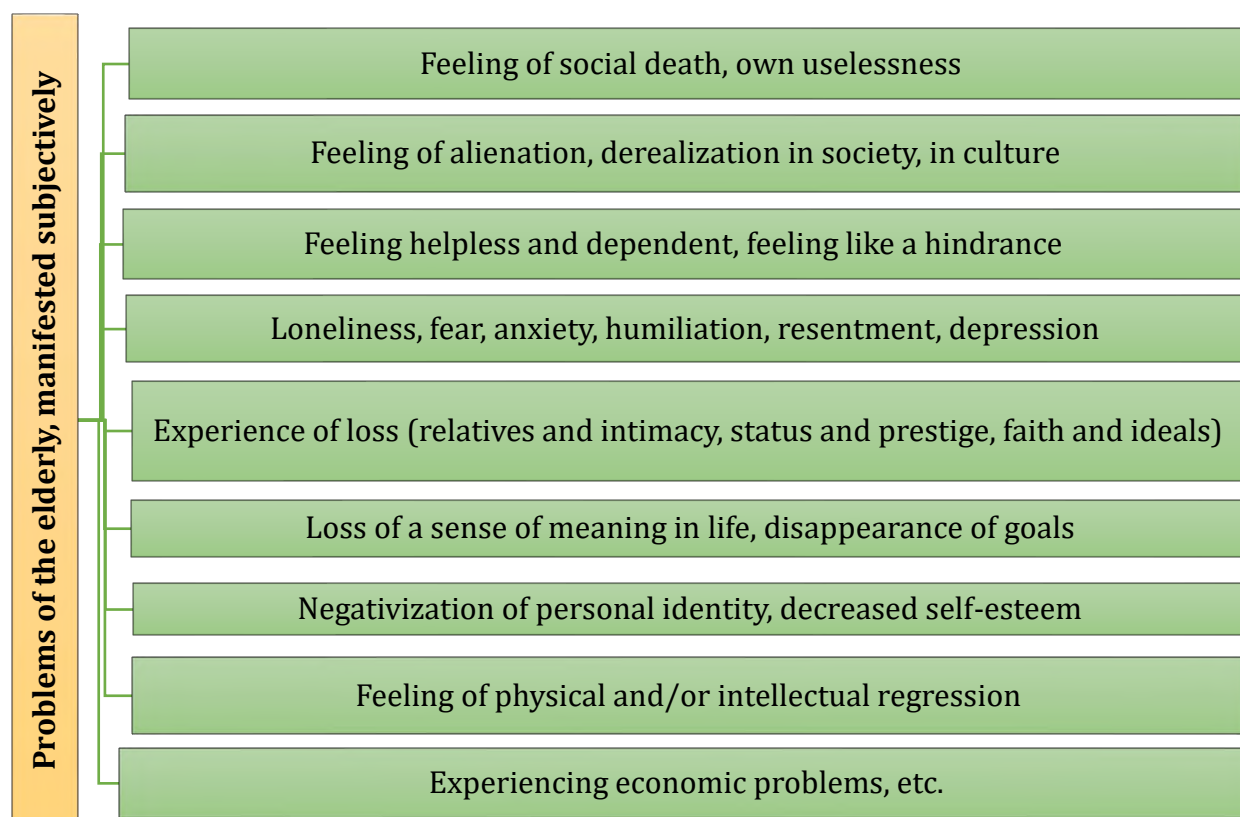 Problems of the elderly, manifested subjectively
Feeling of social death, own uselessness
Feeling of alienation, derealization in society, in culture
Feeling helpless and dependent, feeling like a hindrance
Loneliness, fear, anxiety, humiliation, resentment, depression
Experience of loss (relatives and intimacy, status and prestige, faith and ideals)
Loss of a sense of meaning in life, disappearance of goals
Negativization of personal identity, decreased self-esteem
Feeling of physical and/or intellectual regression
Experiencing economic problems, etc.